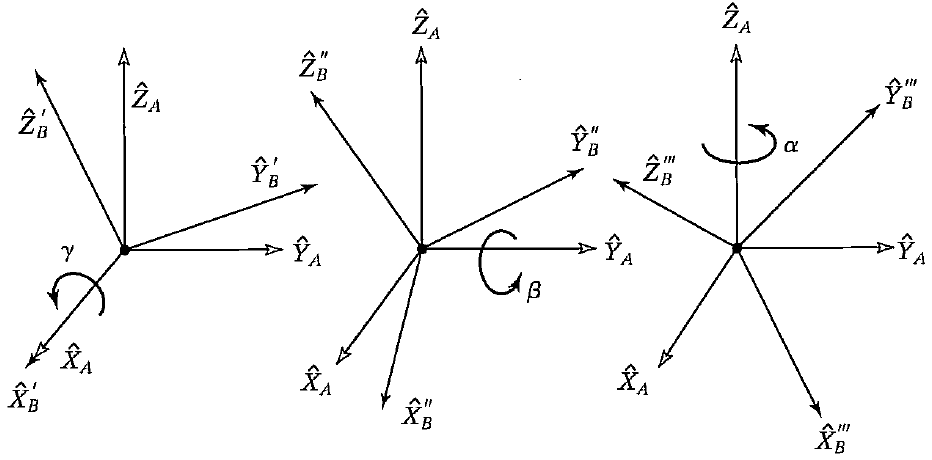 Ẑ_B′
Ẑ_A
Ŷ_B′
Ŷ_A
γ
X̂_A
X̂_B′
Ẑ_A
Ẑ_B″
Ŷ_B″
Ŷ_A
β
X̂_A
X̂_B″
Ẑ_A
Ŷ_B‴
α
Ẑ_B‴
Ŷ_A
X̂_A
X̂_B‴